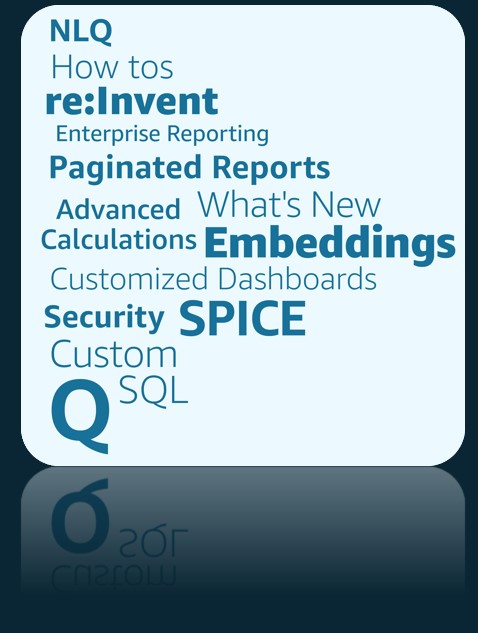 NLQ
How tos
re:Invent
Enterprise Reporting
Paginated Reports
Advanced What's New
Calculations Embeddings
Customized Dashboards
Security SPICE
Custom
Q SQL